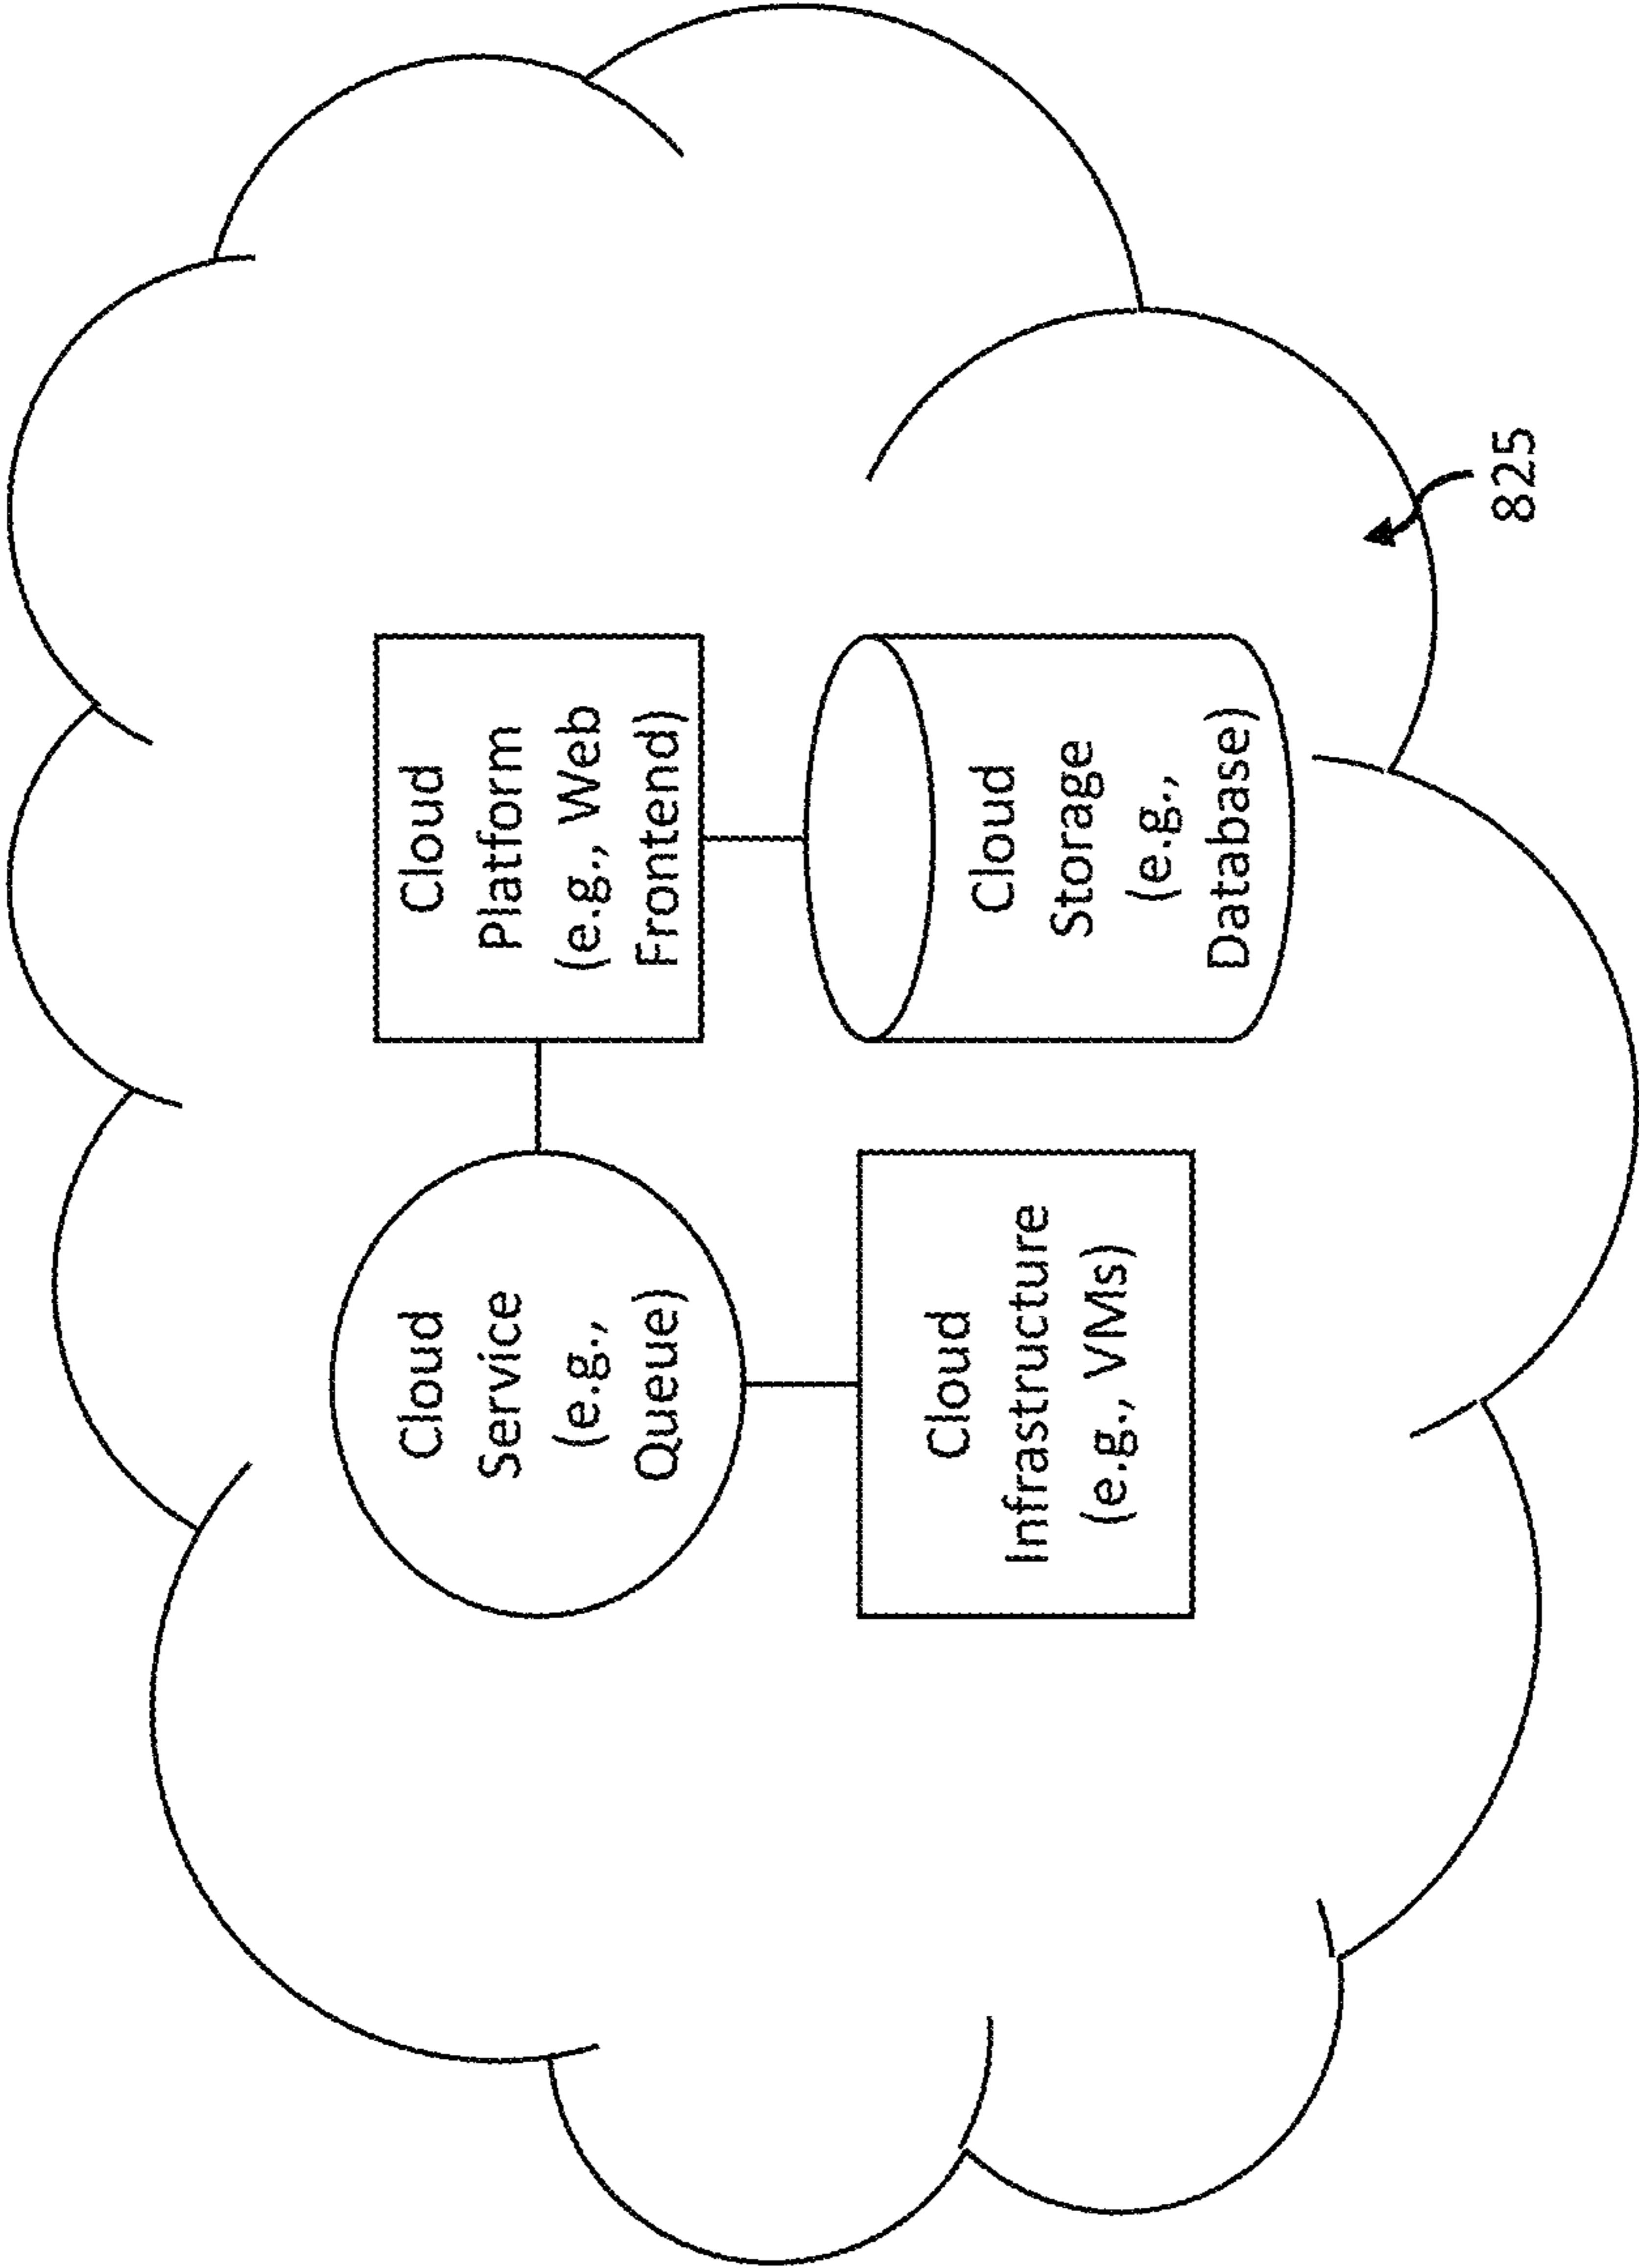 Cloud
Service
(e.g.,
Queue)
Cloud
Platform
(e.g., Web
Frontend)
Cloud
Infrastructure
(e.g., VMs)
Cloud
Storage
(e.g.,
Database)
825